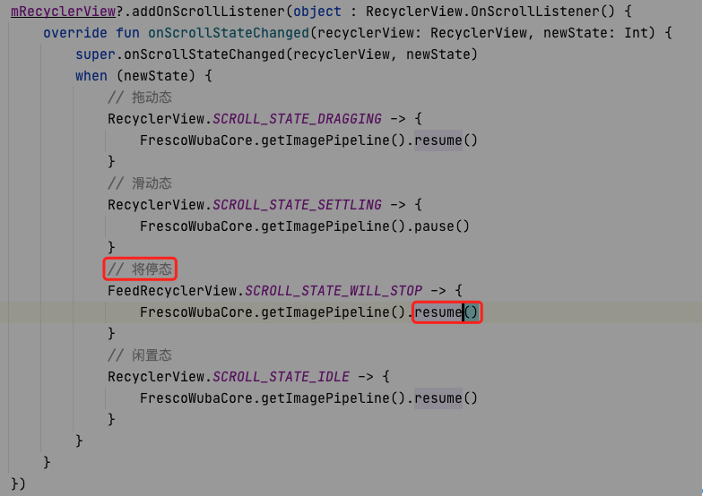 mRecyclerView?.addOnScrollListener(object : RecyclerView.OnScrollListener() {
override fun onScrollStateChanged(recyclerView: RecyclerView, newState: Int) {
super.onScrollStateChanged(recyclerView, newState)
when (newState) {
// 拖动态
RecyclerView.SCROLL_STATE_DRAGGING -> {
FrescoWubaCore.getImagePipeline().resume()
}
// 滑动态
RecyclerView.SCROLL_STATE_SETTLING -> {
FrescoWubaCore.getImagePipeline().pause()
}
// 将停态
FeedRecyclerView.SCROLL_STATE_WILL_STOP -> {
FrescoWubaCore.getImagePipeline().resume()
}
// 闲置态
RecyclerView.SCROLL_STATE_IDLE -> {
FrescoWubaCore.getImagePipeline().resume()
}
}
}
})